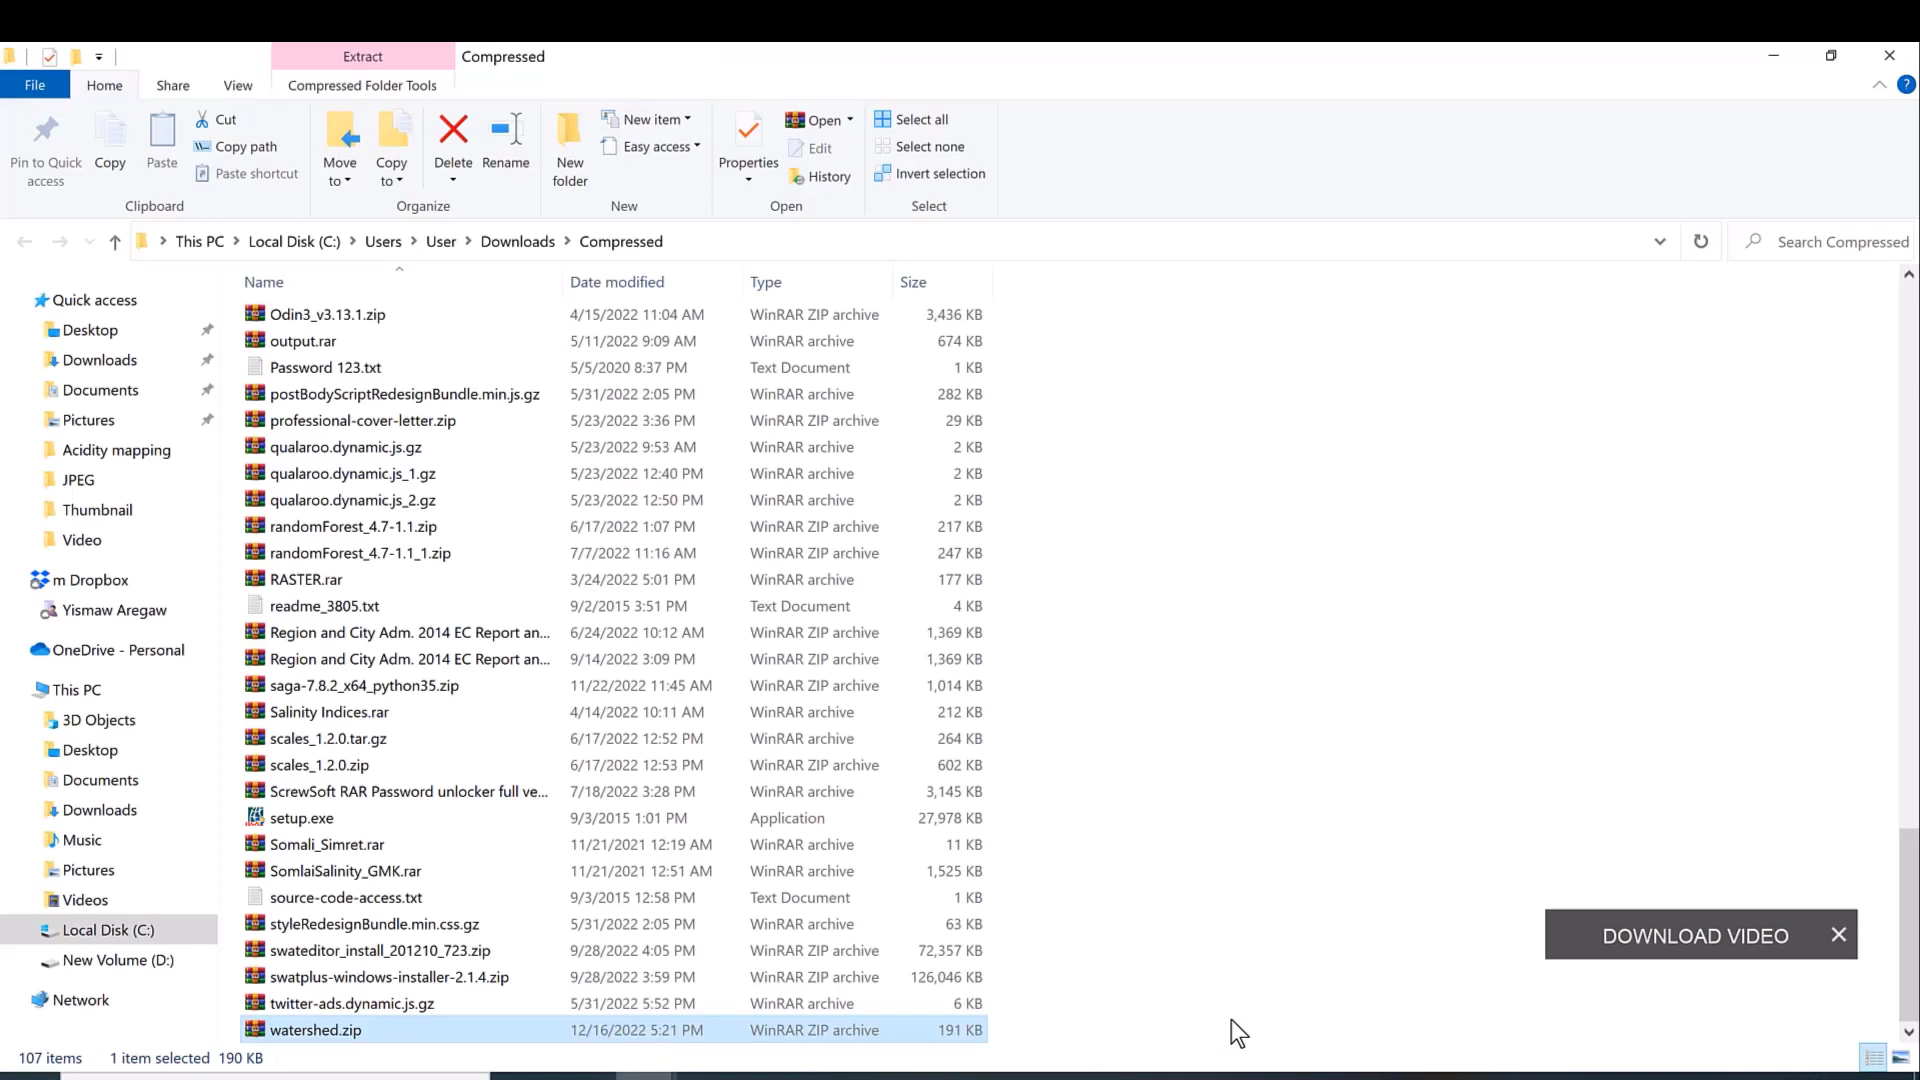 Extract Compressed
File Home Share View Compressed Folder Tools
Pin to Quick access Copy Paste Cut Copy path Paste shortcut
Move to Copy to Delete Rename New folder New item Easy access
Properties Open Edit History Select all Select none Invert selection
Clipboard Organize New Open Select
This PC Local Disk (C:) Users User Downloads Compressed Search Compressed
Name Date modified Type Size
Quick access
Desktop
Downloads
Documents
Pictures
Acidity mapping
JPEG
Thumbnail
Video
m Dropbox
Yismaw Aregaw
OneDrive - Personal
This PC
3D Objects
Desktop
Documents
Downloads
Music
Pictures
Videos
Local Disk (C:)
New Volume (D:)
Network
Odin3_v3.13.1.zip 4/15/2022 11:04 AM WinRAR ZIP archive 3,436 KB
output.rar 5/11/2022 9:09 AM WinRAR archive 674 KB
Password 123.txt 5/5/2020 8:37 PM Text Document 1 KB
postBodyScriptRedesignBundle.min.js.gz 5/31/2022 2:05 PM WinRAR archive 282 KB
professional-cover-letter.zip 5/23/2022 3:36 PM WinRAR ZIP archive 29 KB
qualaroo.dynamic.js.gz 5/23/2022 9:53 AM WinRAR archive 2 KB
qualaroo.dynamic.js_1.gz 5/23/2022 12:40 PM WinRAR archive 2 KB
qualaroo.dynamic.js_2.gz 5/23/2022 12:50 PM WinRAR archive 2 KB
randomForest_4.7-1.1.zip 6/17/2022 1:07 PM WinRAR ZIP archive 217 KB
randomForest_4.7-1.1_1.zip 7/7/2022 11:16 AM WinRAR ZIP archive 247 KB
RASTER.rar 3/24/2022 5:01 PM WinRAR archive 177 KB
readme_3805.txt 9/2/2015 3:51 PM Text Document 4 KB
Region and City Adm. 2014 EC Report an... 6/24/2022 10:12 AM WinRAR ZIP archive 1,369 KB
Region and City Adm. 2014 EC Report an... 9/14/2022 3:09 PM WinRAR ZIP archive 1,369 KB
saga-7.8.2_x64_python35.zip 11/22/2022 11:45 AM WinRAR ZIP archive 1,014 KB
Salinity Indices.rar 4/14/2022 10:11 AM WinRAR archive 212 KB
scales_1.2.0.tar.gz 6/17/2022 12:52 PM WinRAR archive 264 KB
scales_1.2.0.zip 6/17/2022 12:53 PM WinRAR ZIP archive 602 KB
ScrewSoft RAR Password unlocker full ve... 7/18/2022 3:28 PM WinRAR archive 3,145 KB
setup.exe 9/3/2015 1:01 PM Application 27,978 KB
Somali_Simret.rar 11/21/2021 12:19 AM WinRAR archive 11 KB
SomlaiSalinity_GMK.rar 11/21/2021 12:51 AM WinRAR archive 1,525 KB
source-code-access.txt 9/3/2015 12:58 PM Text Document 1 KB
styleRedesignBundle.min.css.gz 5/31/2022 2:05 PM WinRAR archive 63 KB
swateditor_install_201210_723.zip 9/28/2022 4:05 PM WinRAR ZIP archive 72,357 KB
swatplus-windows-installer-2.1.4.zip 9/28/2022 3:59 PM WinRAR ZIP archive 126,046 KB
twitter-ads.dynamic.js.gz 5/31/2022 5:52 PM WinRAR archive 6 KB
watershed.zip 12/16/2022 5:21 PM WinRAR ZIP archive 191 KB
DOWNLOAD VIDEO
107 items 1 item selected 190 KB